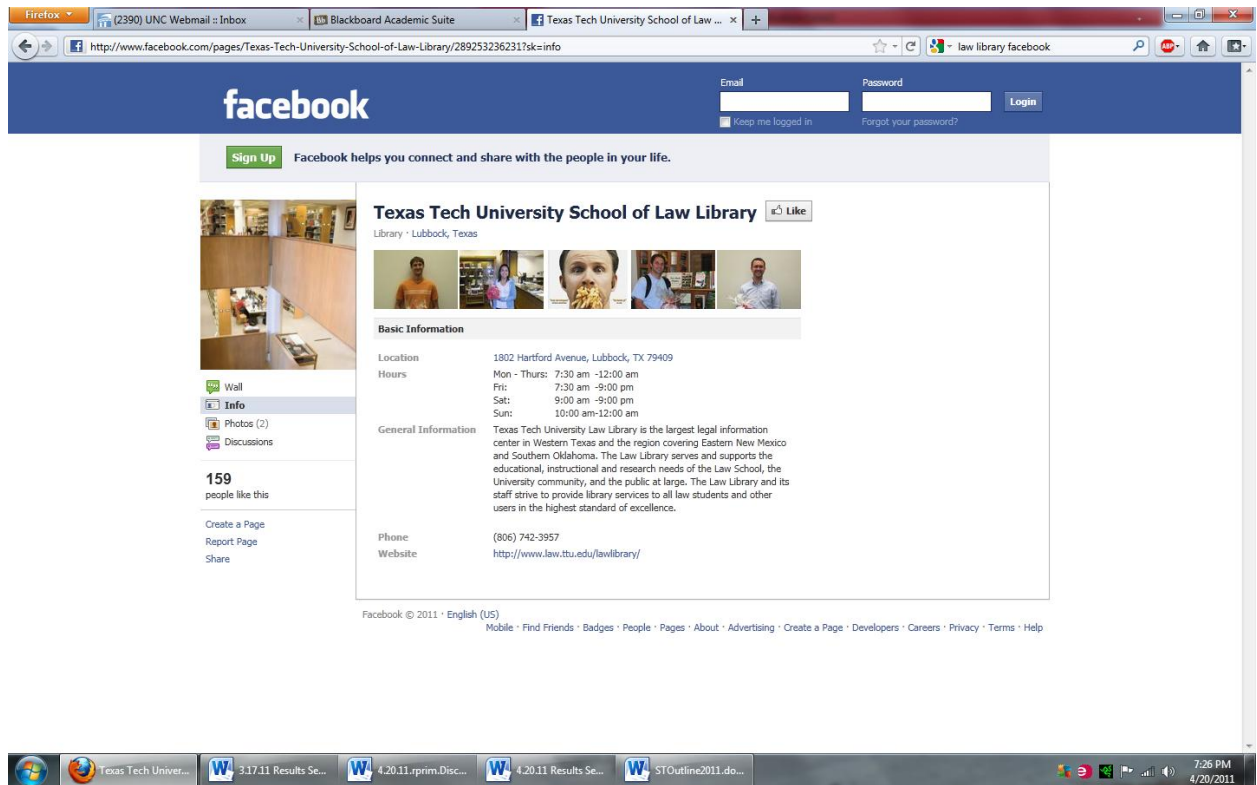 Firefox
(2390) UNC Webmail :: Inbox
Blackboard Academic Suite
Texas Tech University School of Law ...
http://www.facebook.com/pages/Texas-Tech-University-School-of-Law-Library/289253236231?sk=info
law library facebook
ABP
facebook
Email
Password
Login
Keep me logged in
Forgot your password?
Sign Up
Facebook helps you connect and share with the people in your life.
Texas Tech University School of Law Library
Like
Library · Lubbock, Texas
Basic Information
Location 1802 Hartford Avenue, Lubbock, TX 79409
Hours Mon - Thurs: 7:30 am -12:00 am
Fri: 7:30 am -9:00 pm
Sat: 9:00 am -9:00 pm
Sun: 10:00 am-12:00 am
General Information Texas Tech University Law Library is the largest legal information
center in Western Texas and the region covering Eastern New Mexico
and Southern Oklahoma. The Law Library serves and supports the
educational, instructional and research needs of the Law School, the
University community, and the public at large. The Law Library and its
staff strive to provide library services to all law students and other
users in the highest standard of excellence.
Phone (806) 742-3957
Website http://www.law.ttu.edu/lawlibrary/
Wall
Info
Photos (2)
Discussions
159
people like this
Create a Page
Report Page
Share
Facebook © 2011 · English (US)
Mobile · Find Friends · Badges · People · Pages · About · Advertising · Create a Page · Developers · Careers · Privacy · Terms · Help
Texas Tech Univer...
3.17.11 Results Se...
4.20.11.rprim.Disc...
4.20.11 Results Se...
STOutline2011.do...
7:26 PM
4/20/2011